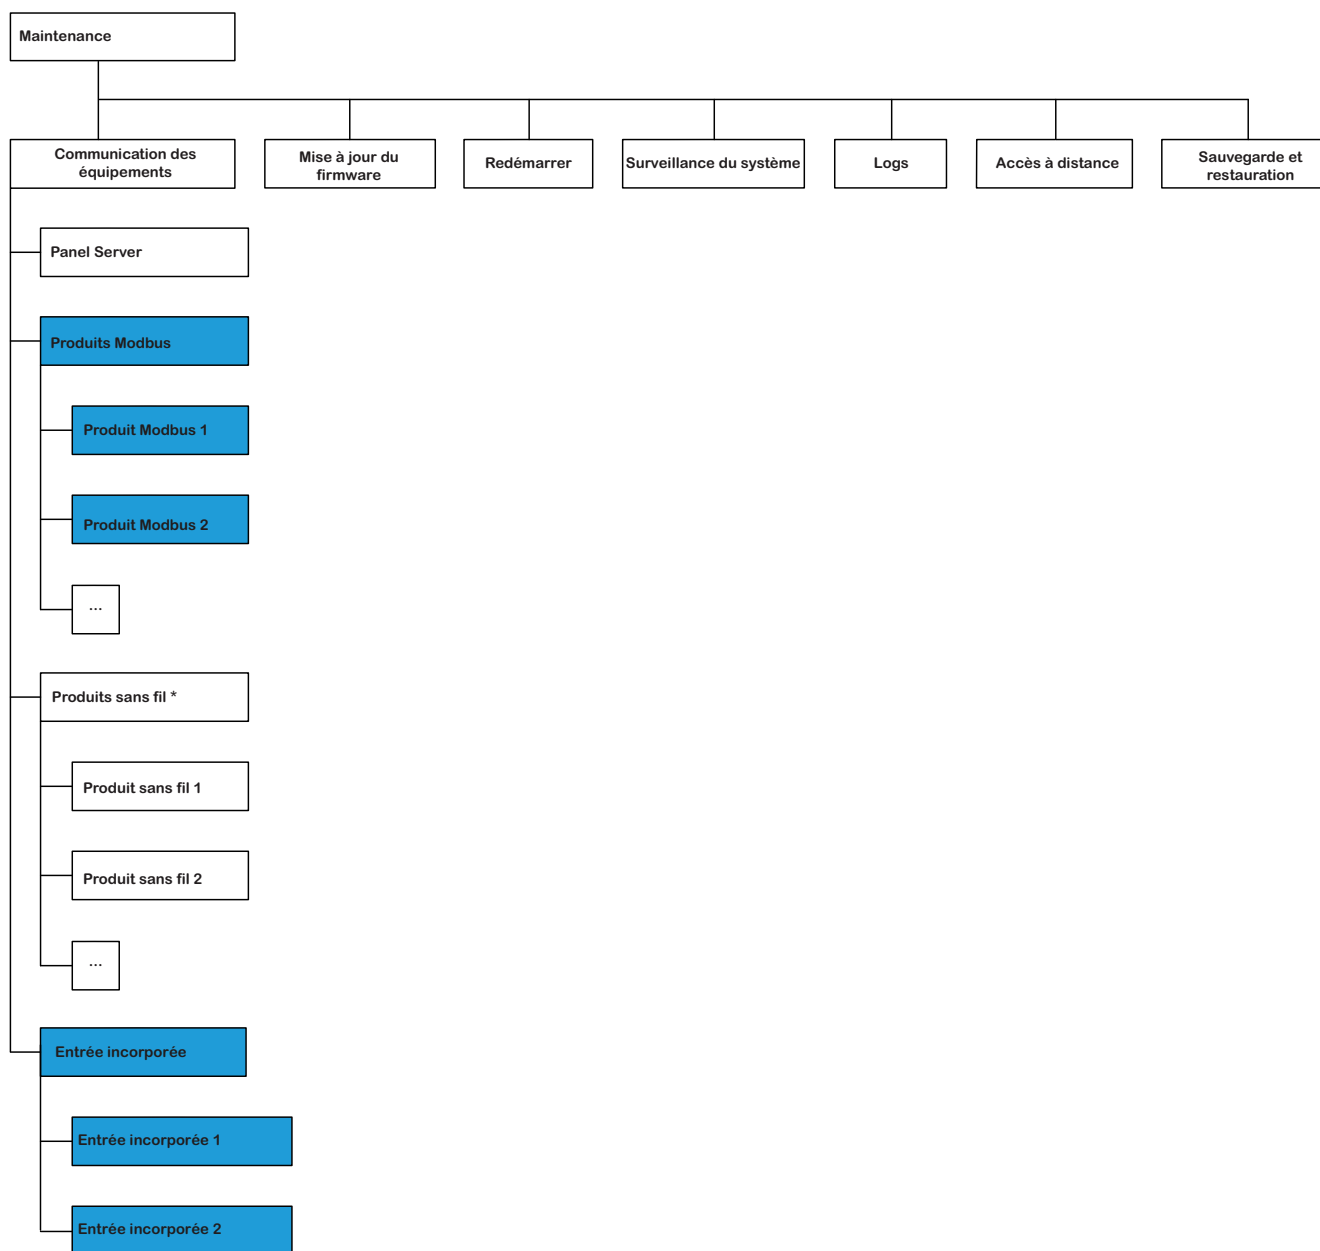 Maintenance
Communication des
équipements
Mise à jour du
firmware
Redémarrer
Surveillance du système
Logs
Accès à distance
Sauvegarde et
restauration
Panel Server
Produits Modbus
Produit Modbus 1
Produit Modbus 2
...
Produits sans fil *
Produit sans fil 1
Produit sans fil 2
...
Entrée incorporée
Entrée incorporée 1
Entrée incorporée 2